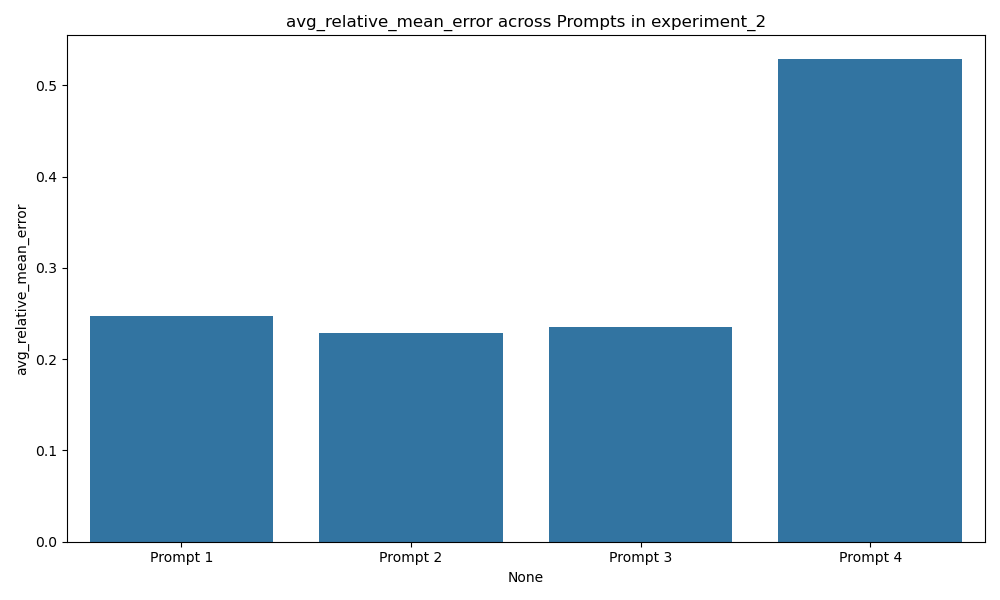 avg_relative_mean_error across Prompts in experiment_2
avg_relative_mean_error
0.5
0.4
0.3
0.2
0.1
0.0
Prompt 1
Prompt 2
Prompt 3
Prompt 4
None